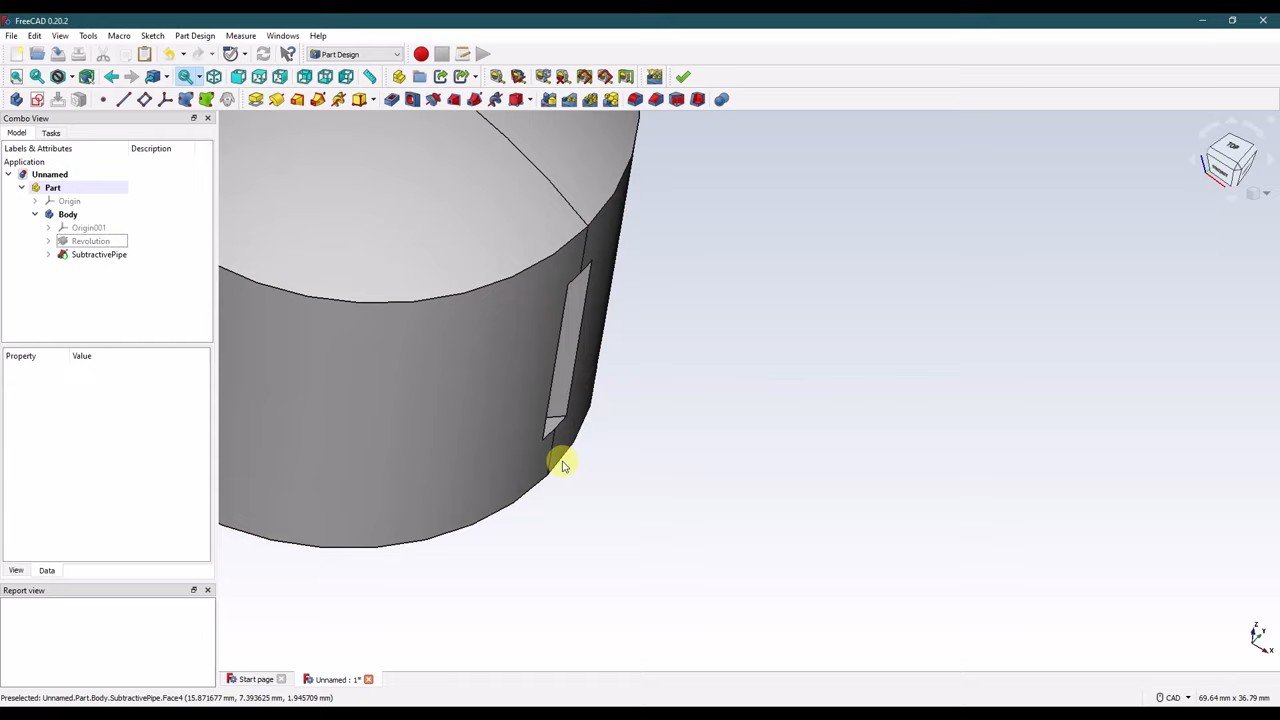 FreeCAD 0.20.2
File Edit View Tools Macro Sketch Part Design Measure Windows Help
Part Design
Combo View
Model Tasks
Labels & Attributes Description
Application
Unnamed
Part
Origin
Body
Origin001
Revolution
SubtractivePipe
Property Value
View Data
Report view
TOP
Z
Y
X
Start page Unnamed : 1*
Preselected: Unnamed.Part.Body.SubtractivePipe.Face4 (15.871677 mm, 7.393625 mm, 1.945709 mm)
CAD 69.64 mm x 36.79 mm